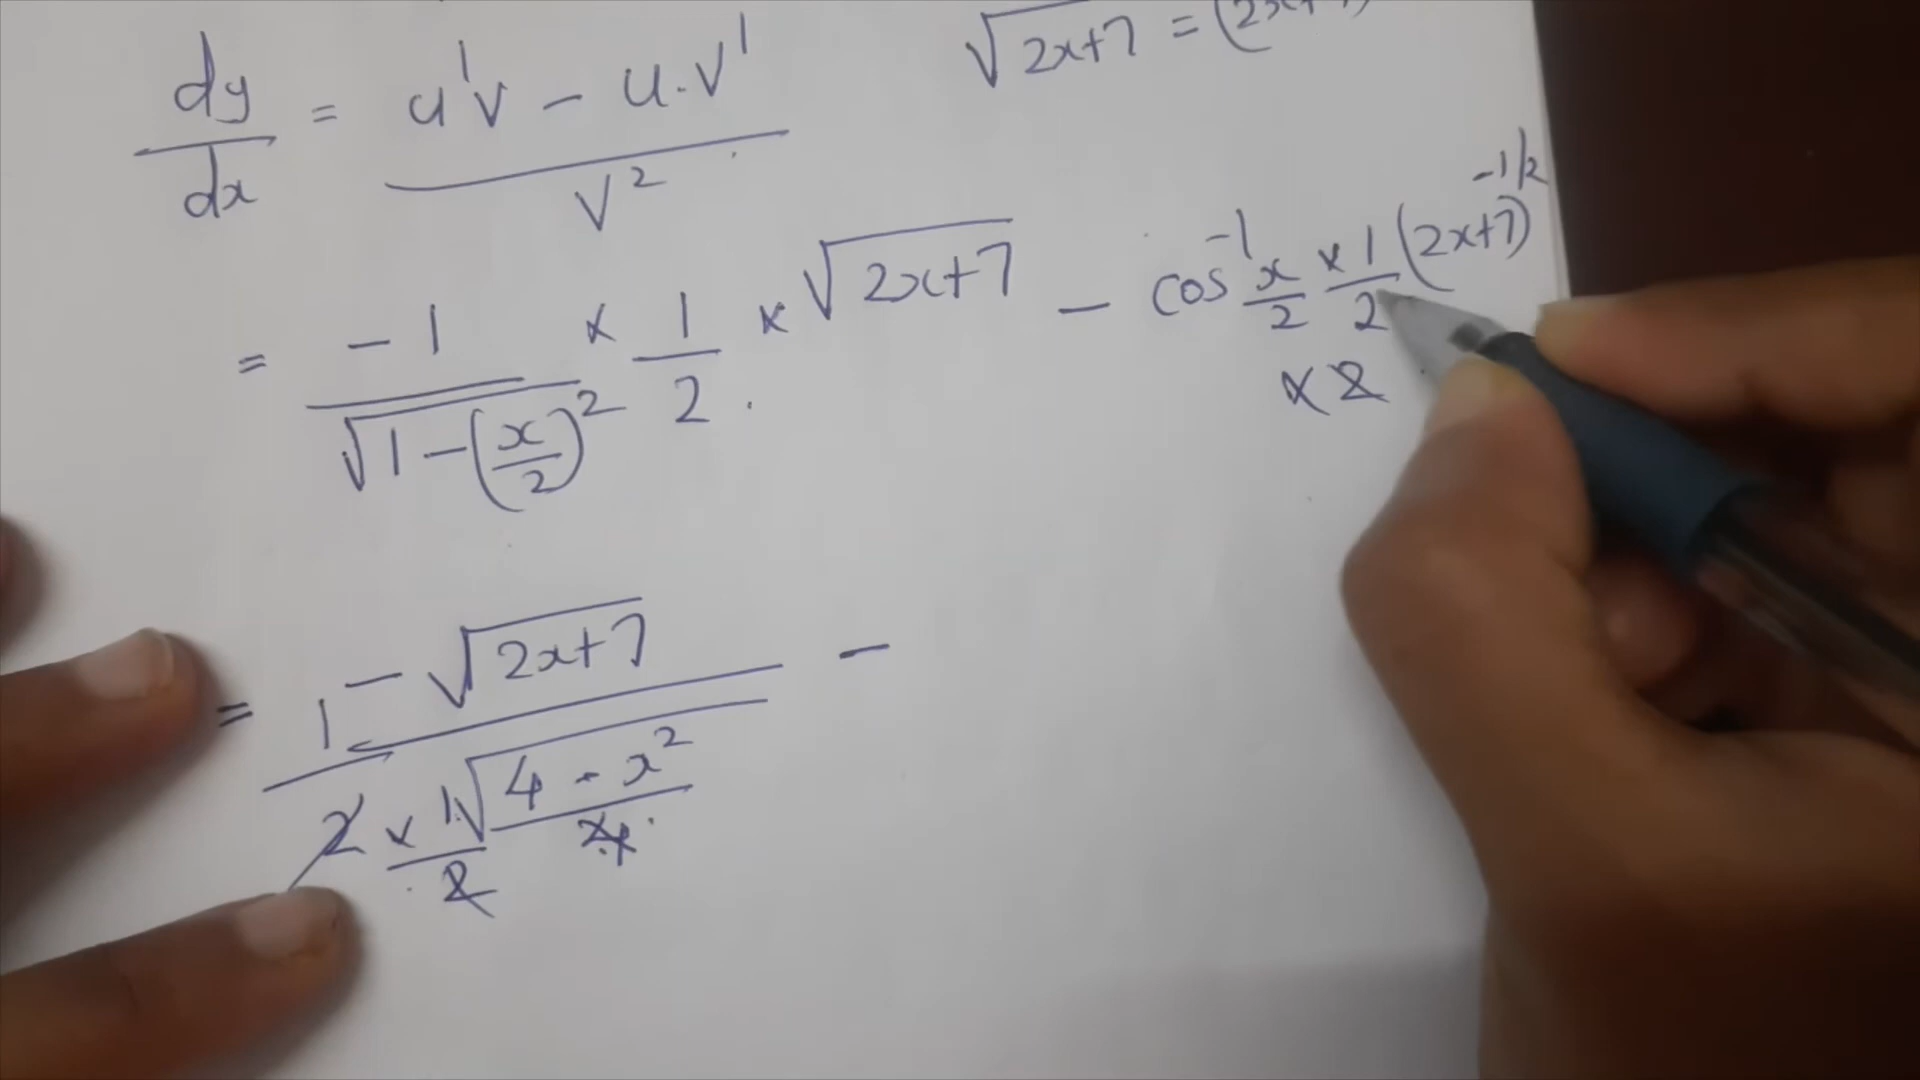 √2x+7 =
dy/dx = (u'v - u.v')/v²
= -1/√1-(x/2)² × 1/2 × √2x+7 - cos⁻¹ x/2 × 1/2 (2x+7)^-1/2
×2
= 1 -√2x+7 -
2 × 1/2 √4-x²/4